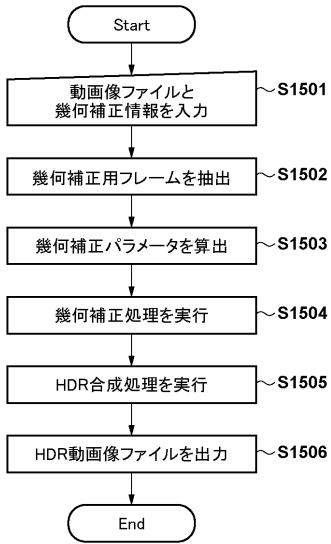 Start
動画像ファイルと
幾何補正情報を入力
S1501
幾何補正用フレームを抽出
S1502
幾何補正パラメータを算出
S1503
幾何補正処理を実行
S1504
HDR合成処理を実行
S1505
HDR動画像ファイルを出力
S1506
End